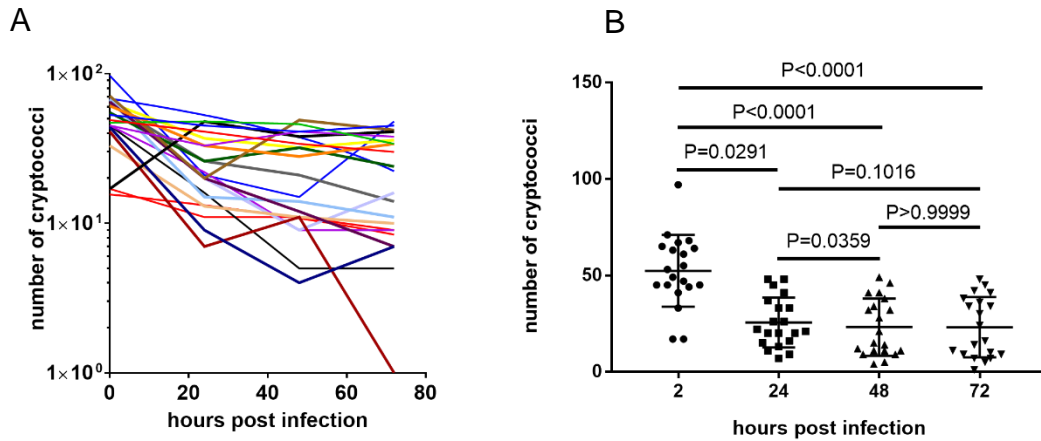 A
number of cryptococci
1×10²
1×10¹
1×10⁰
0 20 40 60 80
hours post infection
B
number of cryptococci
150
100
50
0
P<0.0001
P<0.0001
P=0.0291
P=0.1016
P>0.9999
P=0.0359
2 24 48 72
hours post infection